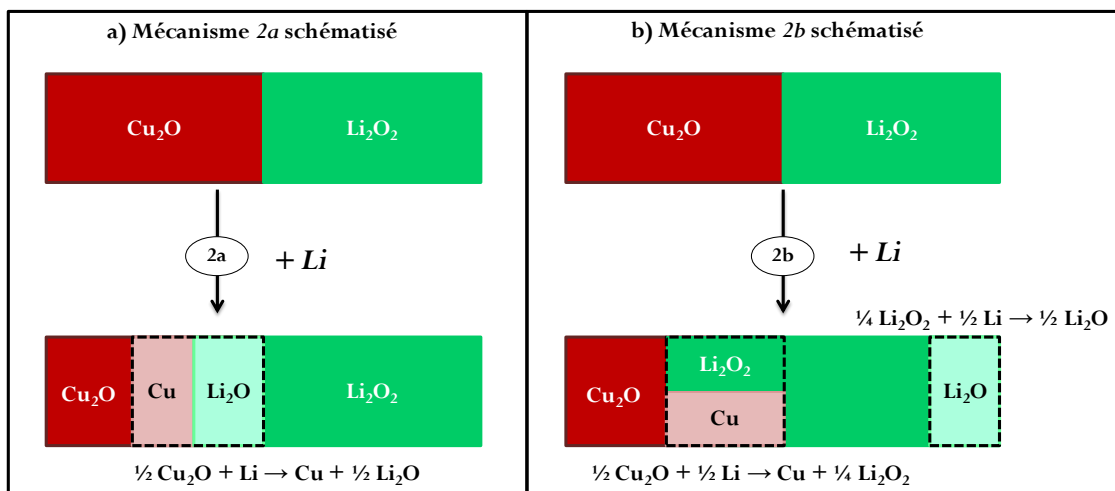 a) Mécanisme 2a schématisé
Cu₂O
Li₂O₂
2a
+ Li
Cu₂O
Cu
Li₂O
Li₂O₂
½ Cu₂O + Li → Cu + ½ Li₂O
b) Mécanisme 2b schématisé
Cu₂O
Li₂O₂
2b
+ Li
¼ Li₂O₂ + ½ Li → ½ Li₂O
Cu₂O
Li₂O₂
Cu
Li₂O
½ Cu₂O + ½ Li → Cu + ¼ Li₂O₂